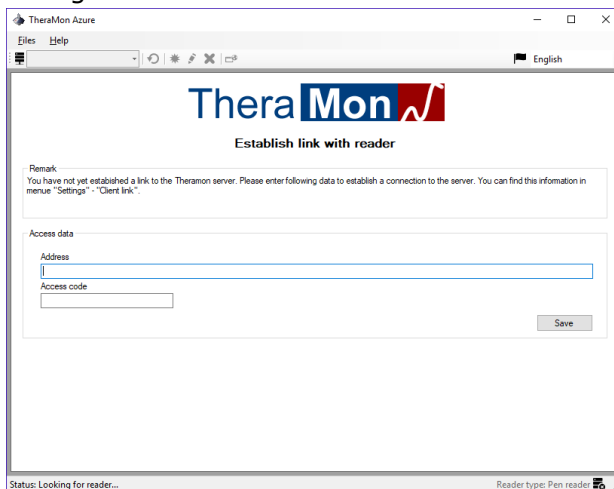 TheraMon Azure
Files Help
English
Thera Mon
Establish link with reader
Remark
You have not yet estabished a link to the Theramon server. Please enter following data to establish a connection to the server. You can find this information in
menue "Settings" - "Client link".
Access data
Address
Access code
Save
Status: Looking for reader...
Reader type: Pen reader